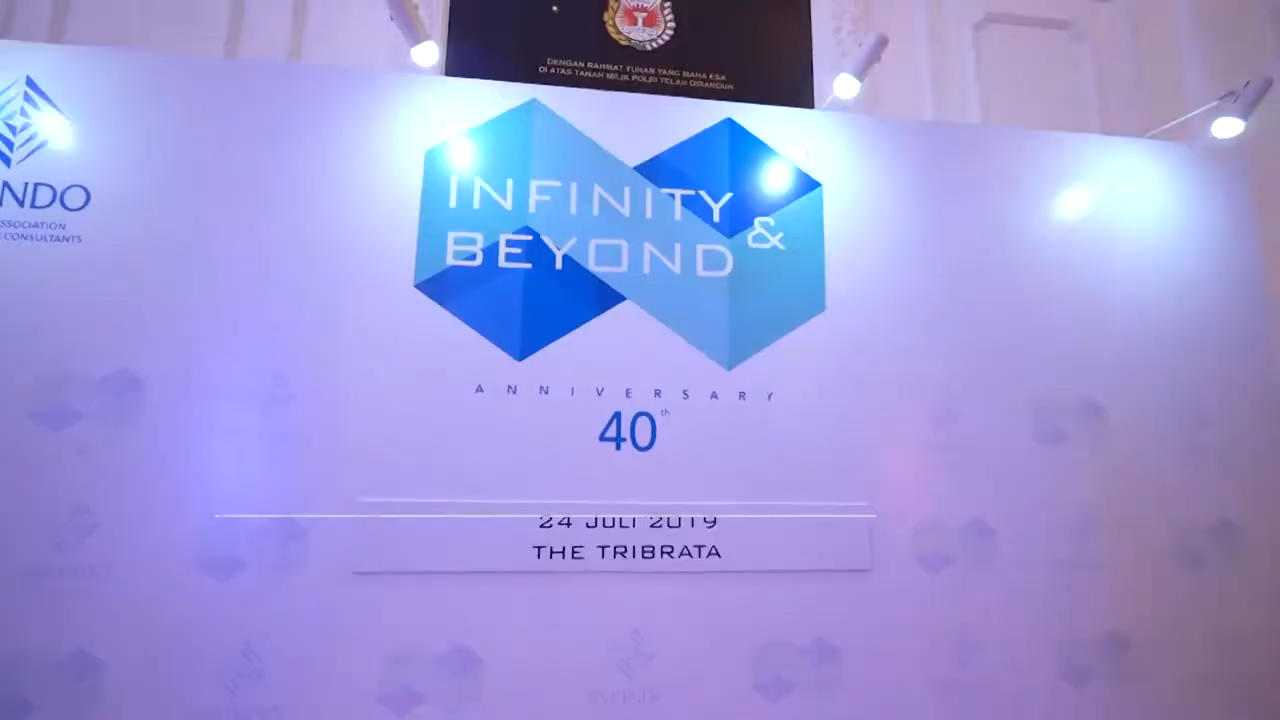 DENGAN RAHMAT TUHAN YANG MAHA ESA
DI ATAS TANAH MILIK POLRI TELAH DIBANGUN
NDO
SSOCIATION
CONSULTANTS
INFINITY
& 
BEYOND
ANNIVERSARY
40th
24 JULI 2019
THE TRIBRATA